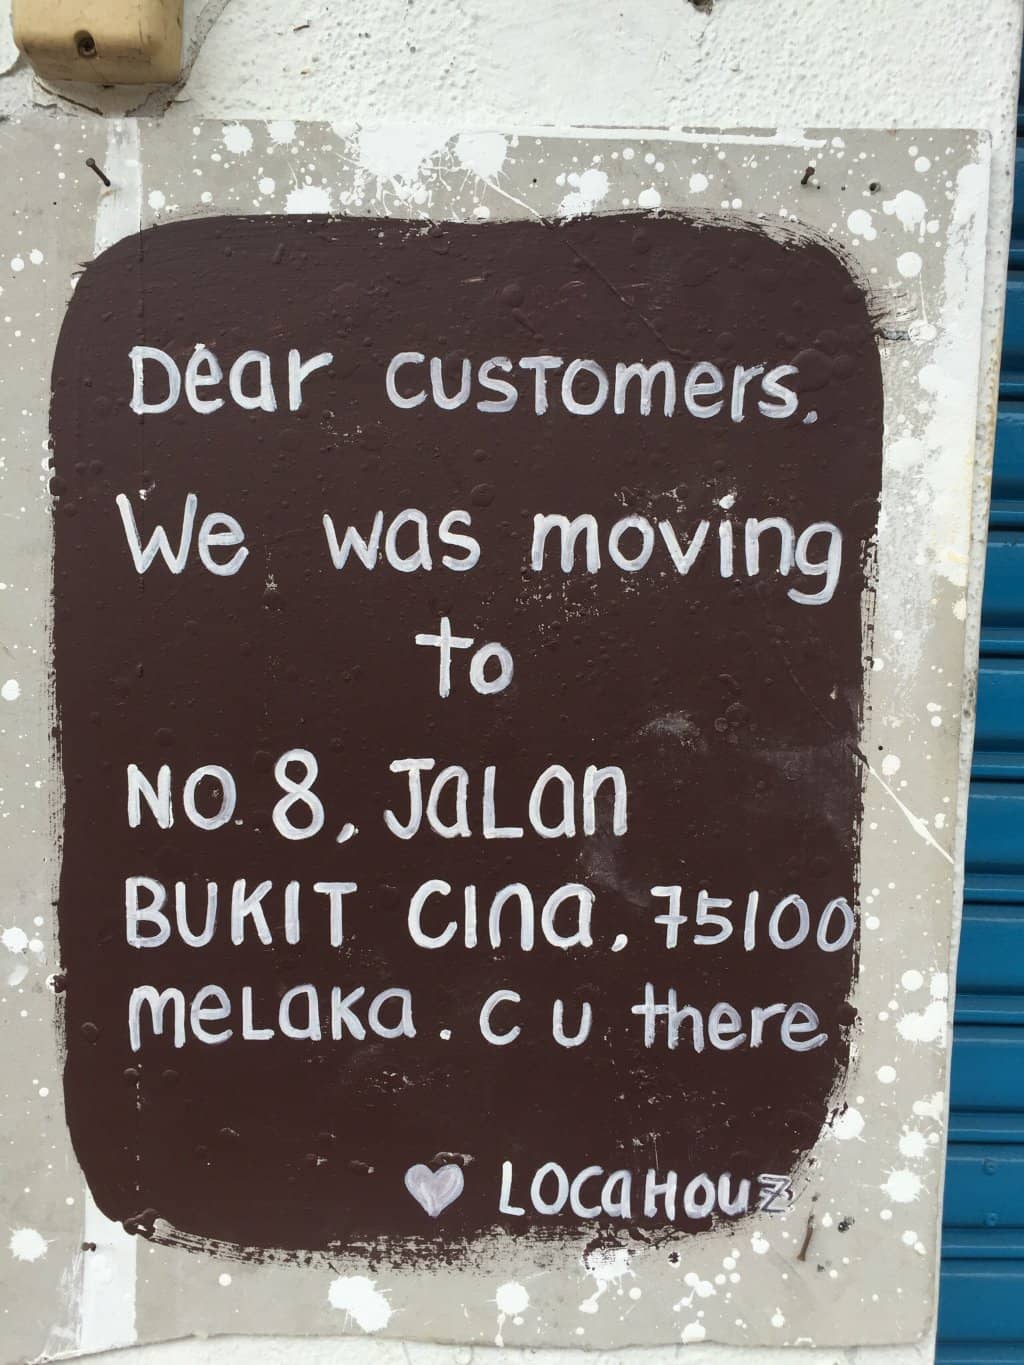 Dear customers.
We was moving
to
NO. 8, JaLan
BUKIT CINa, 75100
MeLaKa. C U there
♥ LOCaHOUZ